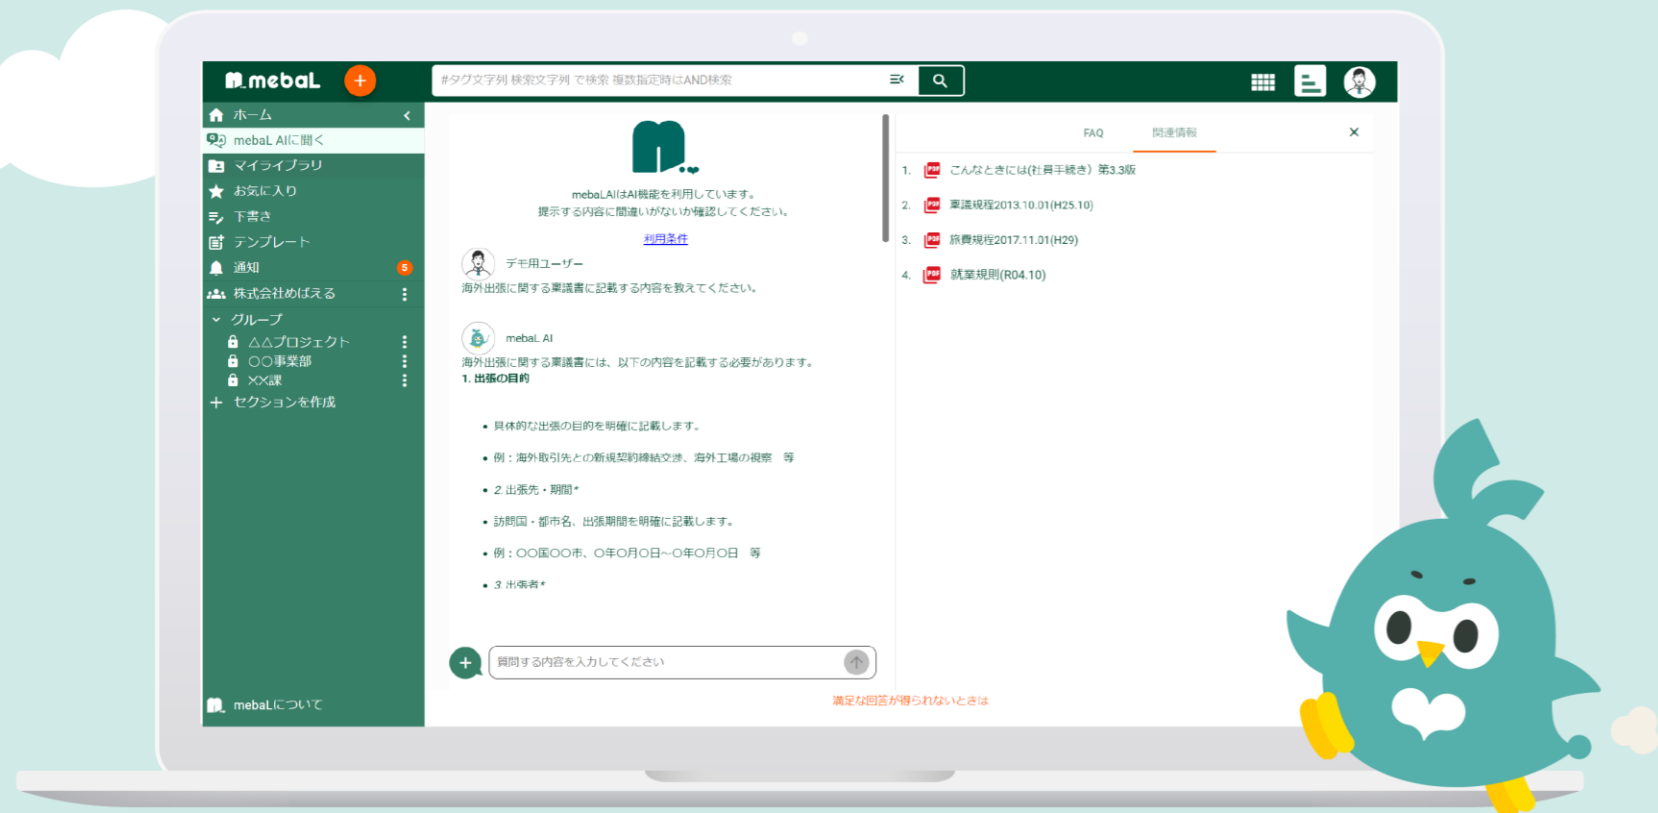 mebaL
#タグ文字列 検索文字列 で検索 複数指定時はAND検索
ホーム
mebaL AIに聞く
マイライブラリ
お気に入り
下書き
テンプレート
通知 5
株式会社めばえる
グループ
△△プロジェクト
〇〇事業部
××課
セクションを作成
mebaLについて
mebaLAIはAI機能を利用しています。
提示する内容に間違いがないか確認してください。
利用条件
デモ用ユーザー
海外出張に関する稟議書に記載する内容を教えてください。
mebaL AI
海外出張に関する稟議書には、以下の内容を記載する必要があります。
1. 出張の目的
• 具体的な出張の目的を明確に記載します。
• 例：海外取引先との新規契約締結交渉、海外工場の視察　等
• 2. 出張先・期間*
• 訪問国・都市名、出張期間を明確に記載します。
• 例：〇〇国〇〇市、〇年〇月〇日～〇年〇月〇日　等
• 3. 出張者*
質問する内容を入力してください
満足な回答が得られないときは
FAQ 関連情報
1. PDF こんなときには(社員手続き）第3.3版
2. PDF 稟議規程2013.10.01(H25.10)
3. PDF 旅費規程2017.11.01(H29)
4. PDF 就業規則(R04.10)